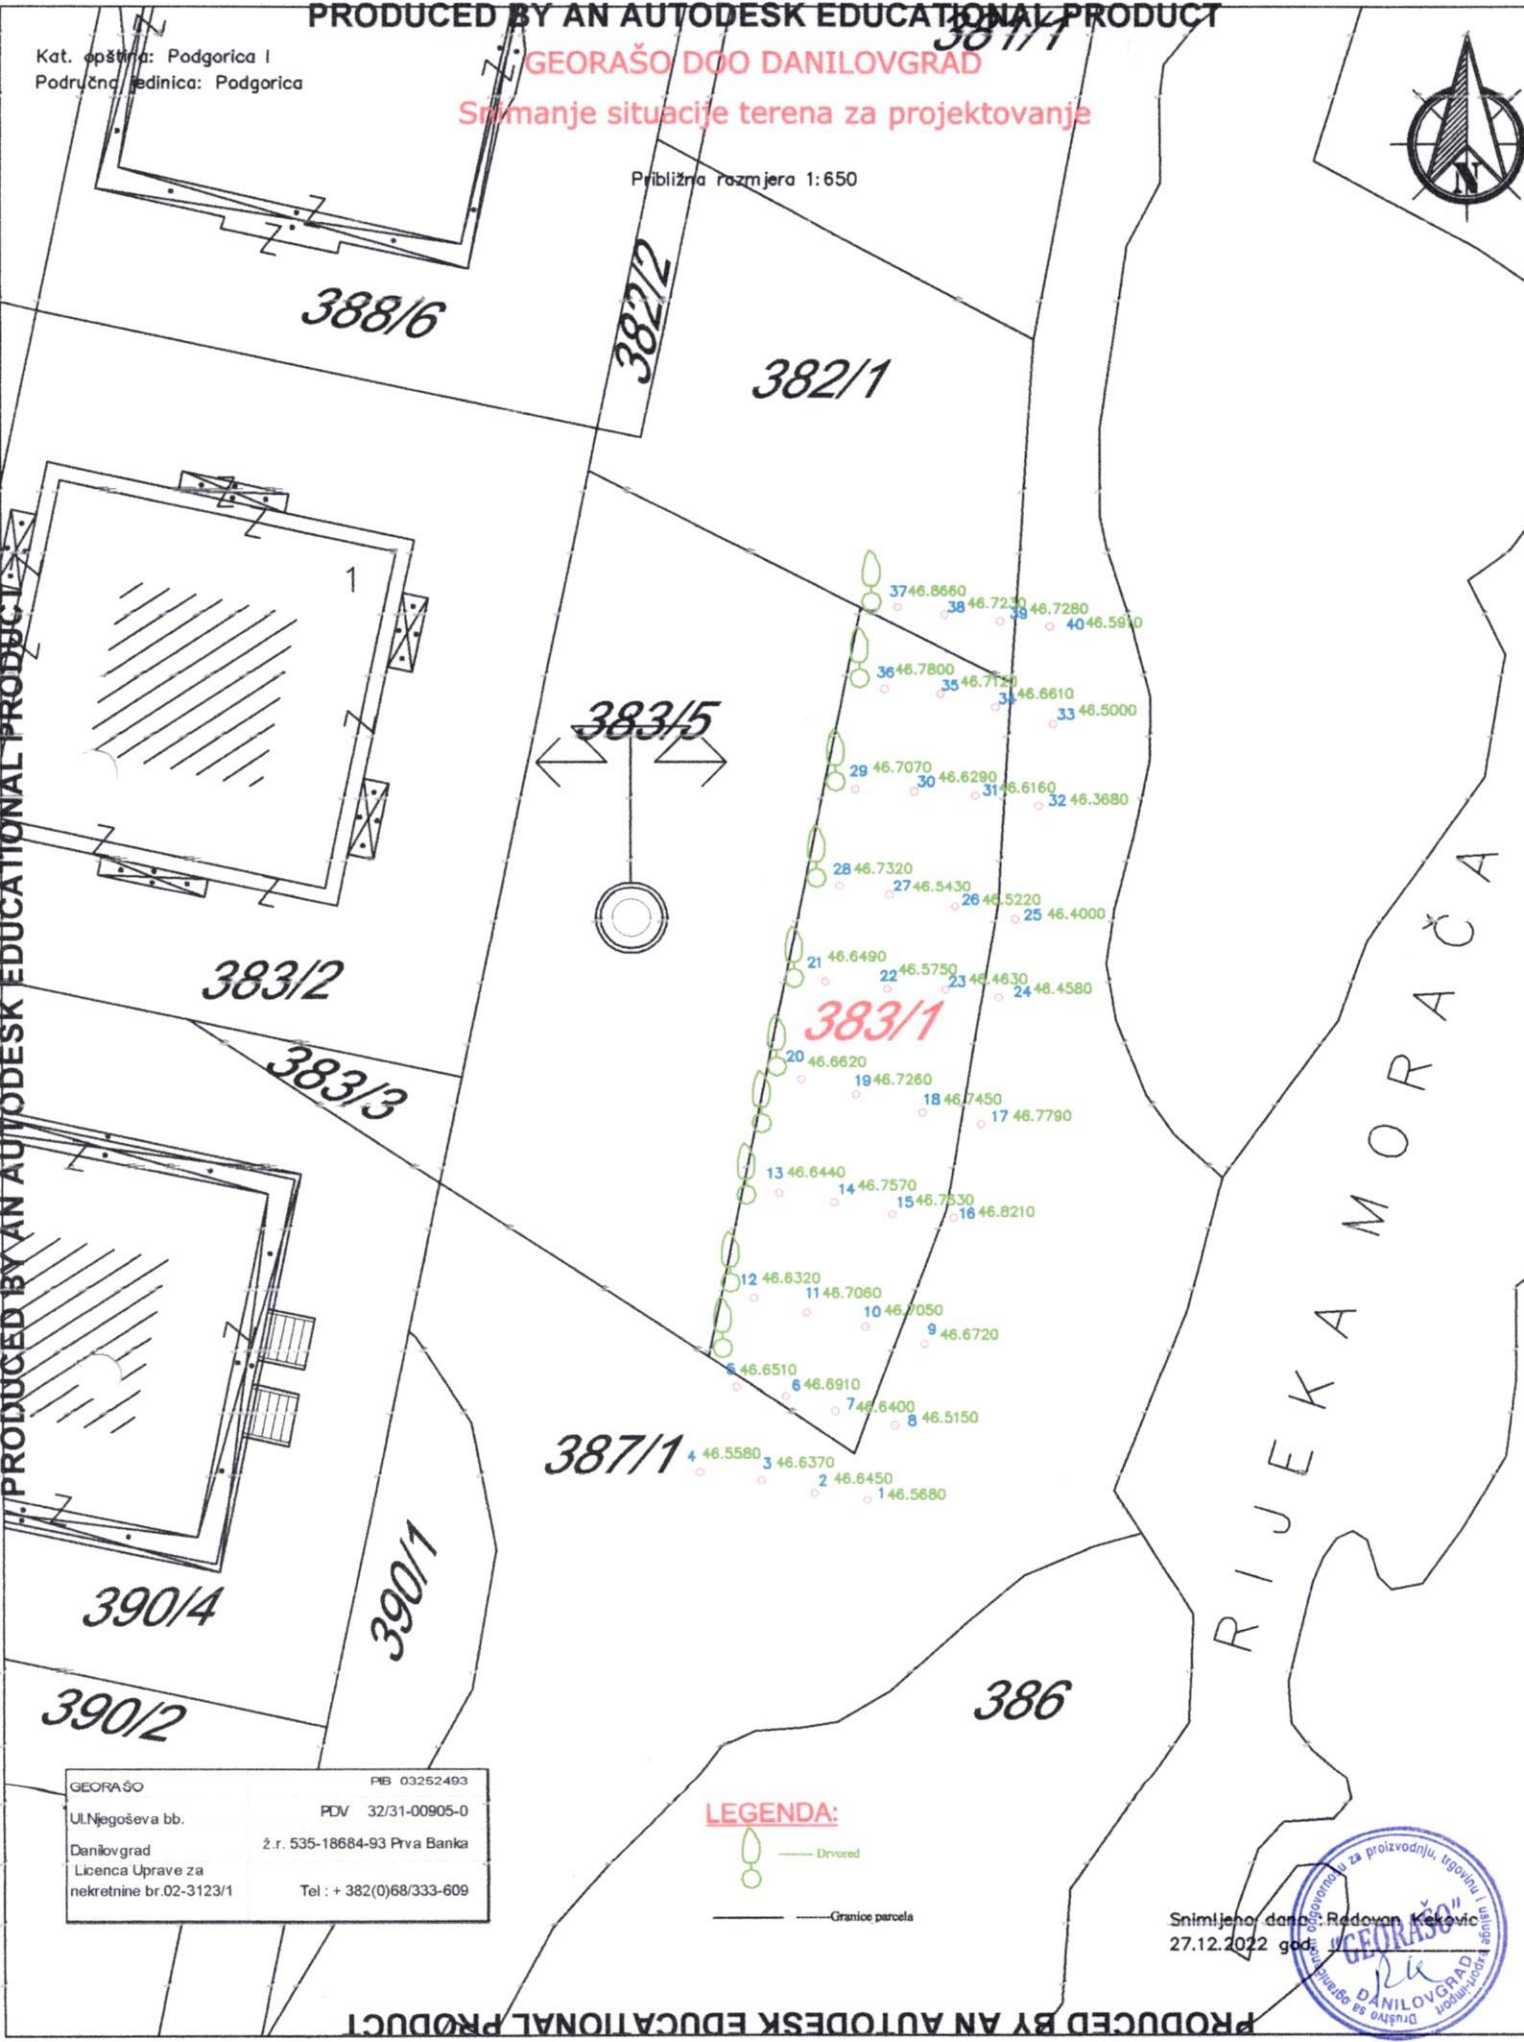 PRODUCED BY AN AUTODESK EDUCATIONAL PRODUCT
381/1
Kat. opština: Podgorica I
Područna jedinica: Podgorica
GEORAŠO DOO DANILOVGRAD
Snimanje situacije terena za projektovanje
Približna razmjera 1:650
N
388/6
382/2
382/1
1
37 46.8660
38 46.7230
39 46.7280
40 46.5910
36 46.7800
35 46.7120
34 46.6610
33 46.5000
383/5
29 46.7070
30 46.6290
31 46.6160
32 46.3680
28 46.7320
27 46.5430
26 46.5220
25 46.4000
383/2
21 46.6490
22 46.5750
23 46.4630
24 46.4580
383/1
383/3
20 46.6620
19 46.7260
18 46.7450
17 46.7790
13 46.6440
14 46.7570
15 46.7630
16 46.8210
12 46.6320
11 46.7060
10 46.7050
9 46.6720
5 46.6510
6 46.6910
7 46.6400
8 46.5150
387/1
4 46.5580
3 46.6370
2 46.6450
1 46.5680
RIJEKA MORAČA
PRODUCED BY AN AUTODESK EDUCATIONAL PRODUCT
390/4
390/1
390/2
386
GEORAŠO PIB 03252493
Ul.Njegoševa bb. PDV 32/31-00905-0
Danilovgrad ž.r. 535-18684-93 Prva Banka
Licenca Uprave za
nekretnine br.02-3123/1 Tel : + 382(0)68/333-609
LEGENDA:
Drvored
Granice parcela
Snimljeno dana : Radovan Keković
27.12.2022 god.
Društvo sa ograničenom odgovornošću za proizvodnju, trgovinu i usluge export-import
"GEORAŠO"
DANILOVGRAD
PRODUCED BY AN AUTODESK EDUCATIONAL PRODUCT